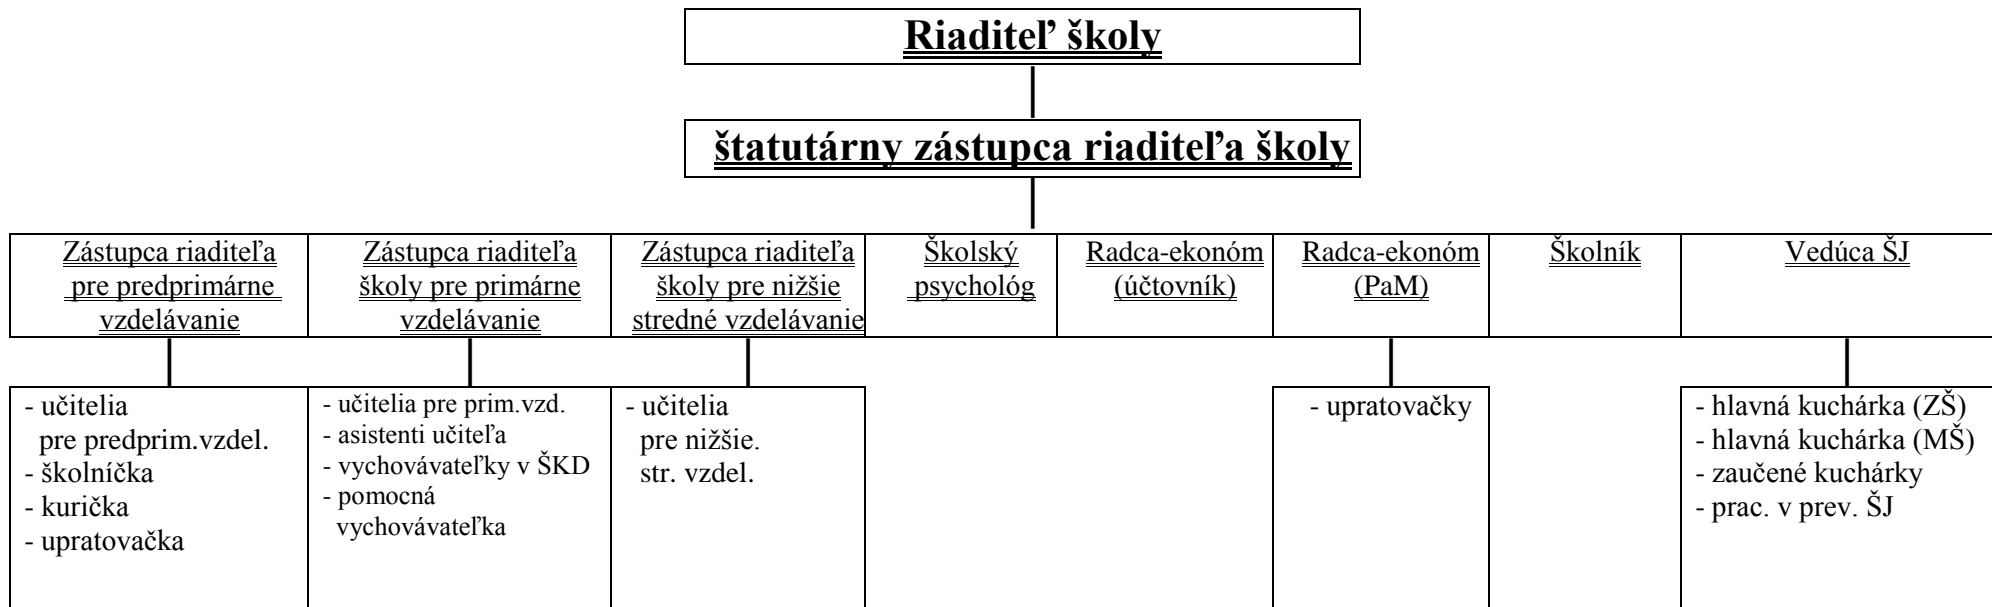 Riaditeľ školy
štatutárny zástupca riaditeľa školy
Zástupca riaditeľa
pre predprimárne
vzdelávanie
Zástupca riaditeľa
školy pre primárne
vzdelávanie
Zástupca riaditeľa
školy pre nižšie
stredné vzdelávanie
Školský
psychológ
Radca-ekonóm
(účtovník)
Radca-ekonóm
(PaM)
Školník
Vedúca ŠJ
- učitelia
pre predprim.vzdel.
- školníčka
- kurička
- upratovačka
- učitelia pre prim.vzd.
- asistenti učiteľa
- vychovávateľky v ŠKD
- pomocná
vychovávateľka
- učitelia
pre nižšie.
str. vzdel.
- upratovačky
- hlavná kuchárka (ZŠ)
- hlavná kuchárka (MŠ)
- zaučené kuchárky
- prac. v prev. ŠJ